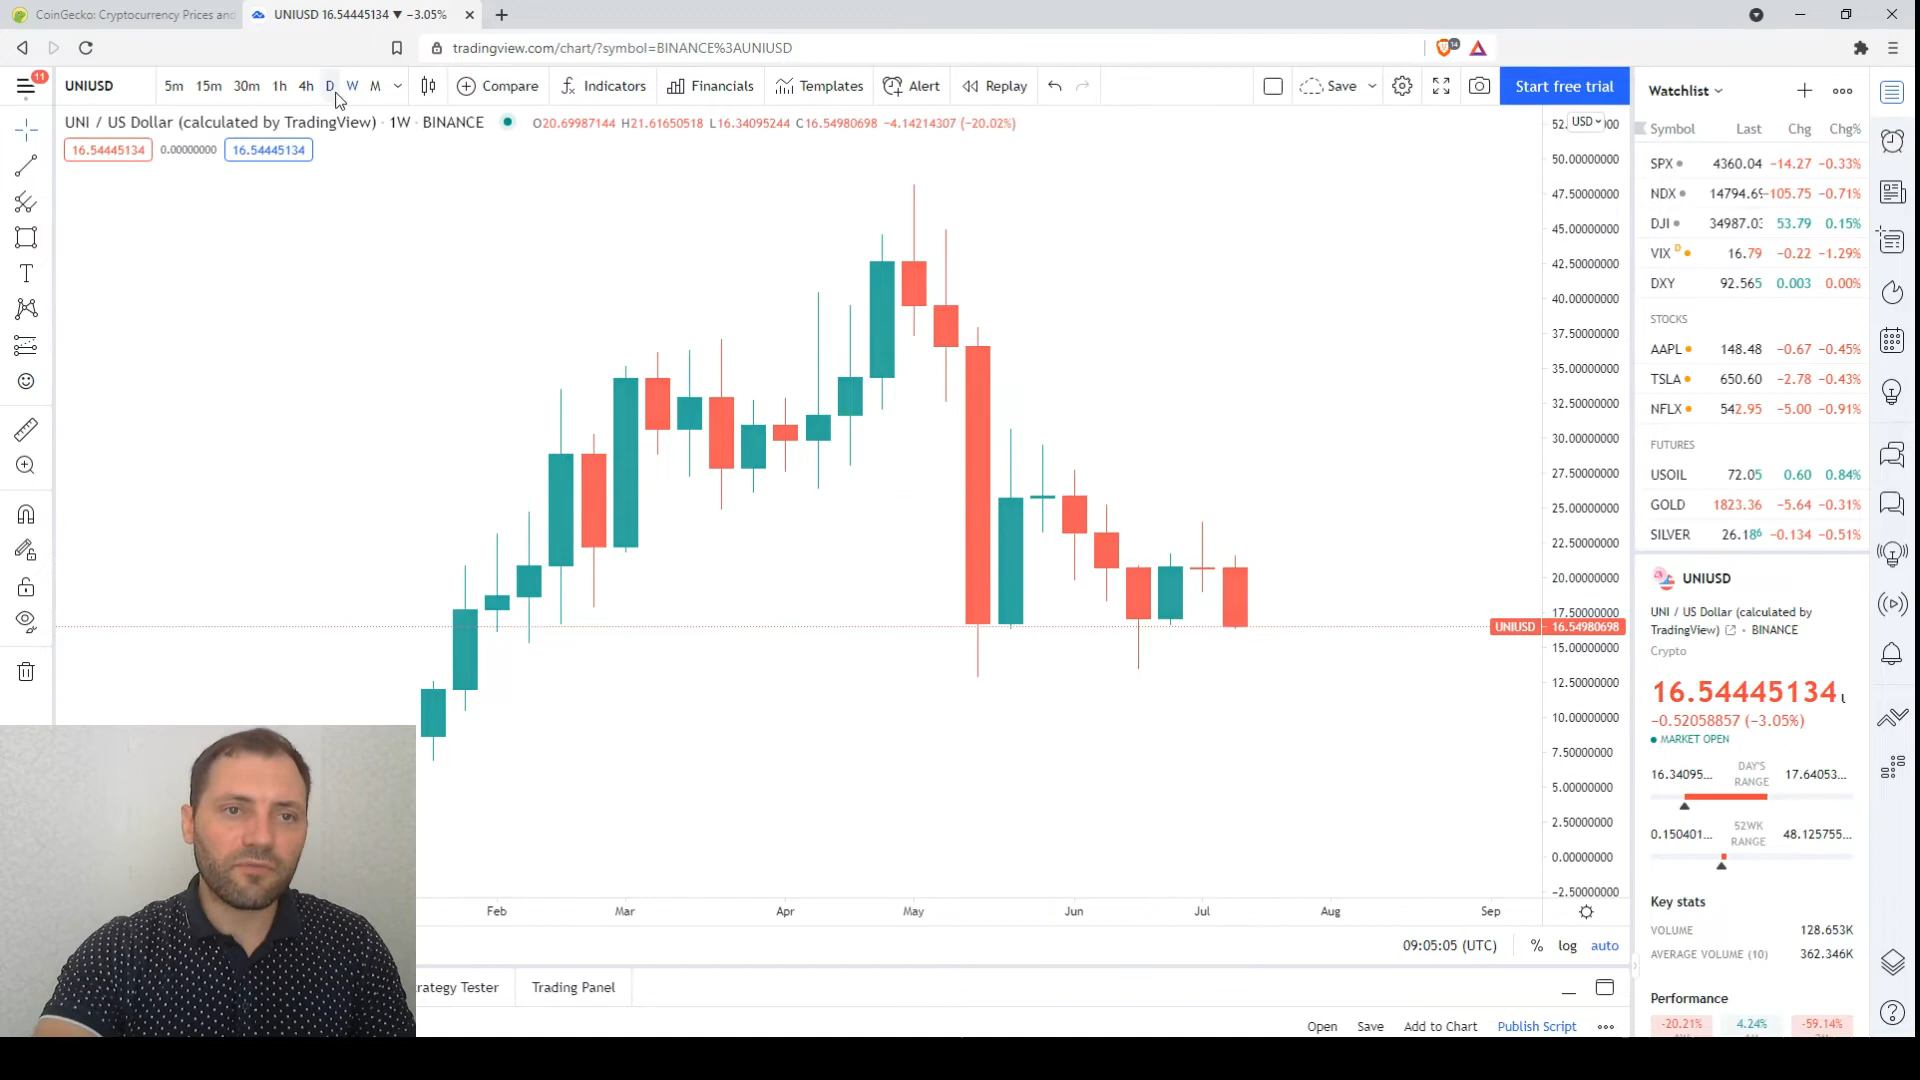 CoinGecko: Cryptocurrency Prices and
UNIUSD 16.54445134 ▼ −3.05%
tradingview.com/chart/?symbol=BINANCE%3AUNIUSD
14
11
UNIUSD
5m 15m 30m 1h 4h D W M
Compare
Indicators
Financials
Templates
Alert
Replay
Save
Start free trial
UNI / US Dollar (calculated by TradingView) · 1W · BINANCE
O20.69987144 H21.61650518 L16.34095244 C16.54980698 −4.14214307 (−20.02%)
16.54445134 0.00000000 16.54445134
USD
50.00000000
47.50000000
45.00000000
42.50000000
40.00000000
37.50000000
35.00000000
32.50000000
30.00000000
27.50000000
25.00000000
22.50000000
20.00000000
17.50000000
UNIUSD 16.54980698
15.00000000
12.50000000
10.00000000
7.50000000
5.00000000
2.50000000
0.00000000
−2.50000000
Feb Mar Apr May Jun Jul Aug Sep
09:05:05 (UTC) % log auto
trategy Tester Trading Panel
Open Save Add to Chart Publish Script
Watchlist
Symbol Last Chg Chg%
SPX 4360.04 −14.27 −0.33%
NDX 14794.69 −105.75 −0.71%
DJI 34987.03 53.79 0.15%
VIX D 16.79 −0.22 −1.29%
DXY 92.565 0.003 0.00%
STOCKS
AAPL 148.48 −0.67 −0.45%
TSLA 650.60 −2.78 −0.43%
NFLX 542.95 −5.00 −0.91%
FUTURES
USOIL 72.05 0.60 0.84%
GOLD 1823.36 −5.64 −0.31%
SILVER 26.186 −0.134 −0.51%
UNIUSD
UNI / US Dollar (calculated by
TradingView) · BINANCE
Crypto
16.54445134
−0.52058857 (−3.05%)
MARKET OPEN
16.34095... DAY'S RANGE 17.64053...
0.150401... 52WK RANGE 48.125755...
Key stats
VOLUME 128.653K
AVERAGE VOLUME (10) 362.346K
Performance
-20.21% 4.24% -59.14%